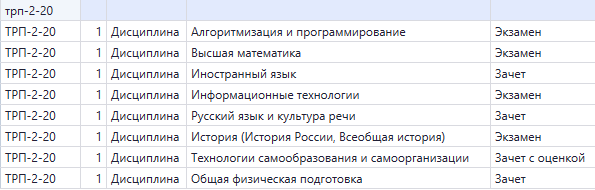 трп-2-20
ТРП-2-20 1 Дисциплина Алгоритмизация и программирование Экзамен
ТРП-2-20 1 Дисциплина Высшая математика Экзамен
ТРП-2-20 1 Дисциплина Иностранный язык Зачет
ТРП-2-20 1 Дисциплина Информационные технологии Экзамен
ТРП-2-20 1 Дисциплина Русский язык и культура речи Зачет
ТРП-2-20 1 Дисциплина История (История России, Всеобщая история) Экзамен
ТРП-2-20 1 Дисциплина Технологии самообразования и самоорганизации Зачет с оценкой
ТРП-2-20 1 Дисциплина Общая физическая подготовка Зачет